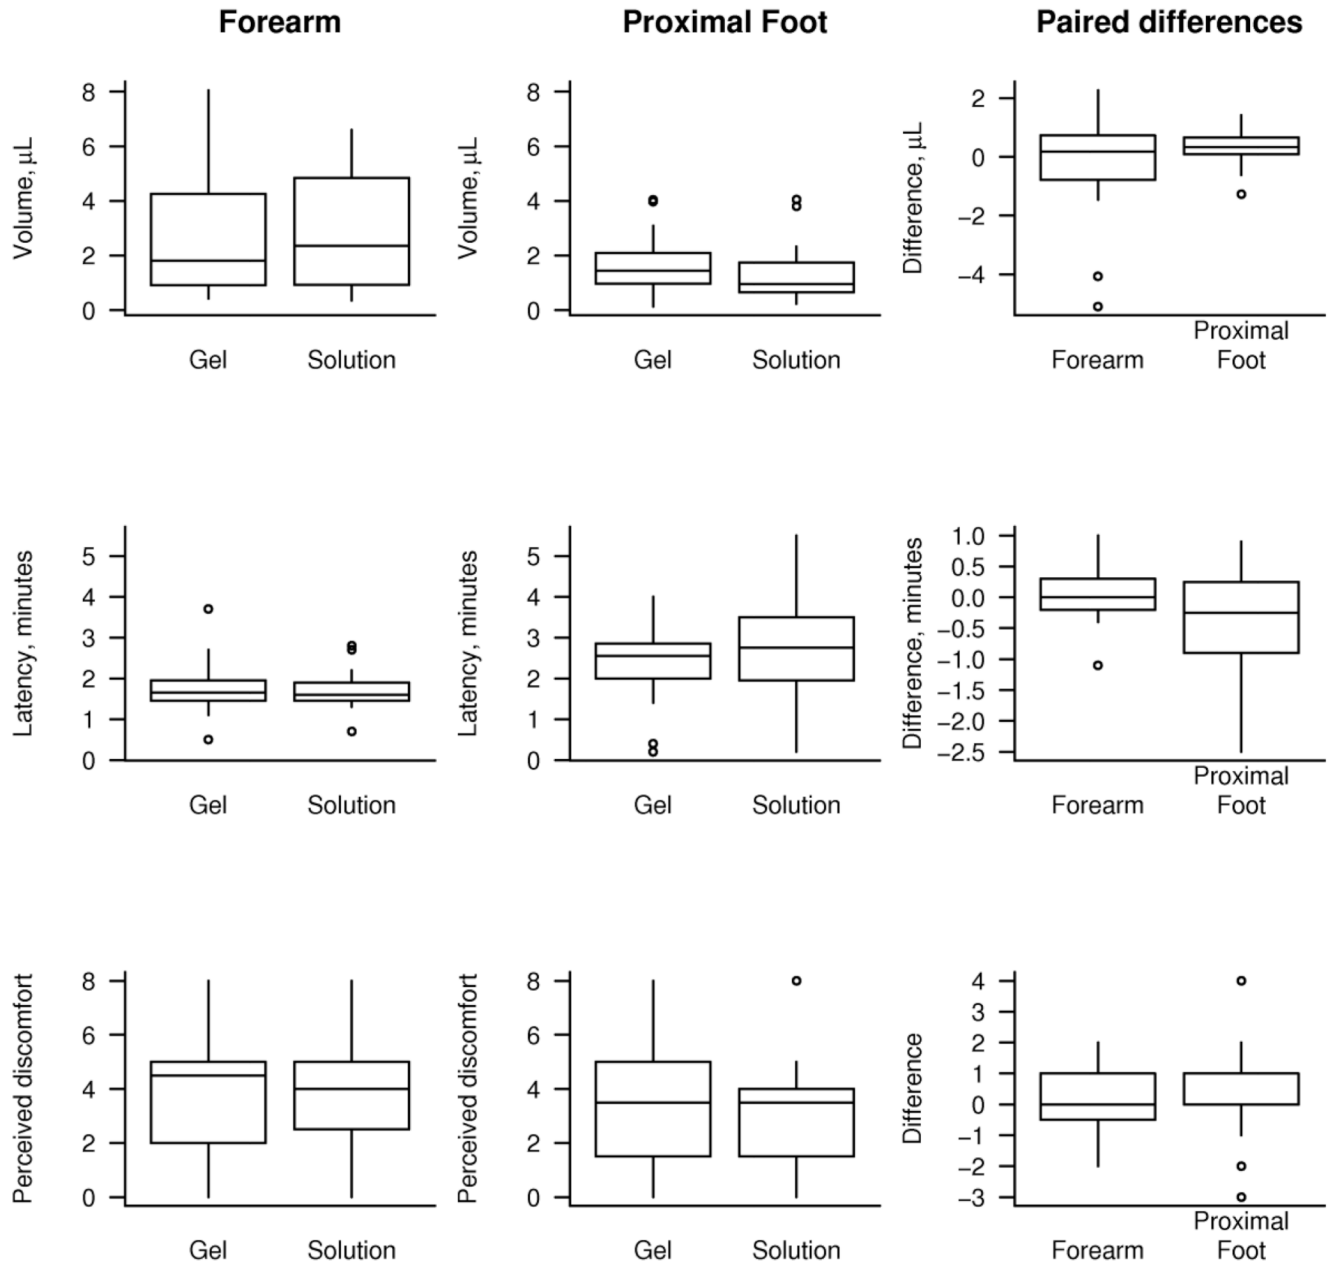 Forearm
Proximal Foot
Paired differences
Volume, μL
8
6
4
2
0
Gel
Solution
Volume, μL
8
6
4
2
0
Gel
Solution
Difference, μL
2
0
−2
−4
Forearm
Proximal
Foot
Latency, minutes
5
4
3
2
1
0
Gel
Solution
Latency, minutes
5
4
3
2
1
0
Gel
Solution
Difference, minutes
1.0
0.5
0.0
−0.5
−1.0
−1.5
−2.0
−2.5
Forearm
Proximal
Foot
Perceived discomfort
8
6
4
2
0
Gel
Solution
Perceived discomfort
8
6
4
2
0
Gel
Solution
Difference
4
3
2
1
0
−1
−2
−3
Forearm
Proximal
Foot